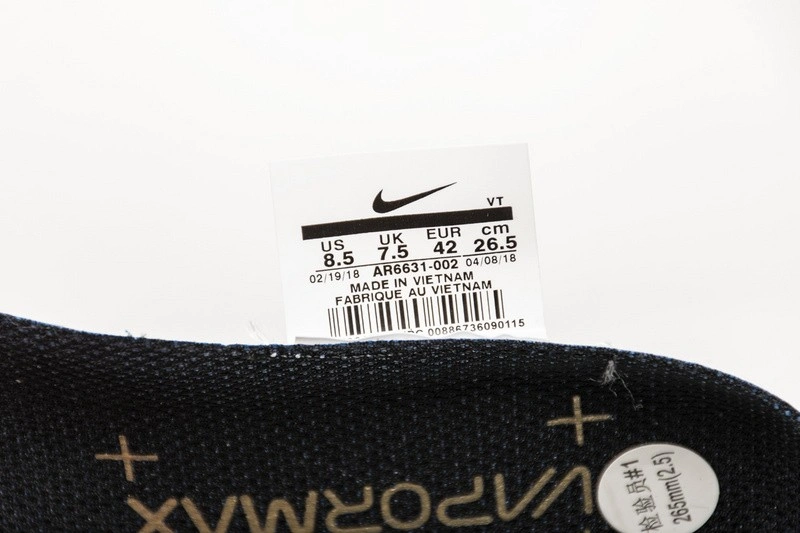 VT
US UK EUR cm
8.5 7.5 42 26.5
02/19/18 AR6631-002 04/08/18
MADE IN VIETNAM
FABRIQUE AU VIETNAM
00886736090115
VAPORMAX
检验员#1
265mm(2.5)